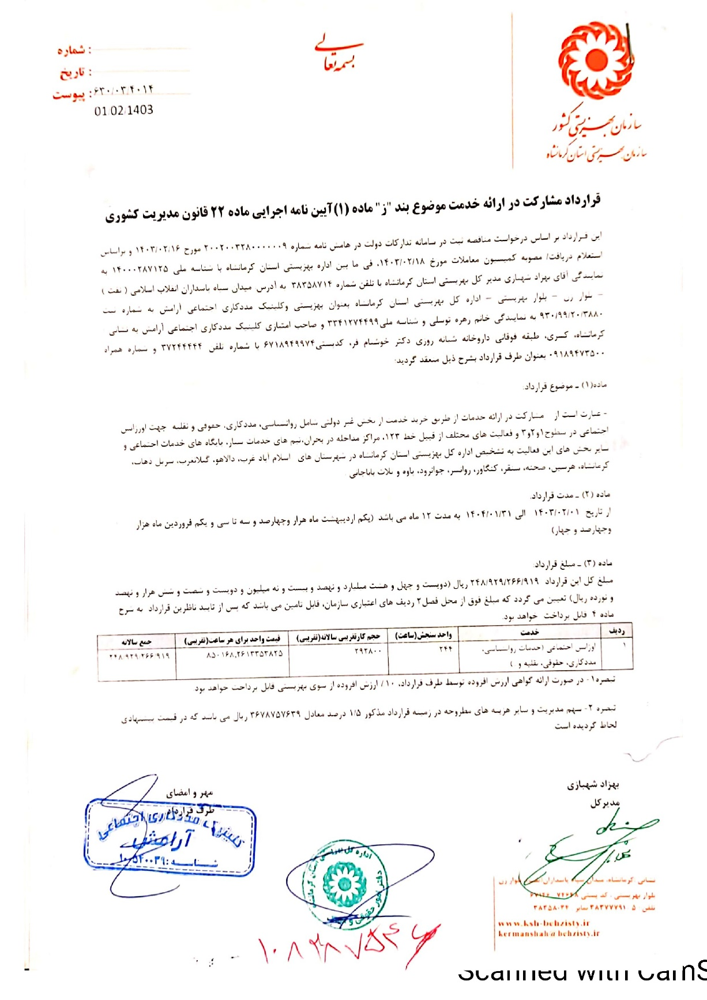 بسمه تعالی
شماره :
تاریخ :
پیوست :
۶۳۰/۰۳/۴۰۱۴
01/02/1403
سازمان بهزیستی کشور
سازمان بهزیستی استان کرمانشاه
قرارداد مشارکت در ارائه خدمت موضوع بند "ز" ماده (۱) آیین نامه اجرایی ماده ۲۲ قانون مدیریت کشوری
این قرارداد بر اساس درخواست مناقصه ثبت در سامانه تدارکات دولت در هامش نامه شماره ۲۰۰۲۰۰۳۲۸۰۰۰۰۰۰۹ مورخ ۱۴۰۳/۰۲/۱۶ و براساس
استعلام دریافت/ مصوبه کمیسیون معاملات مورخ ۱۴۰۳/۰۲/۱۸، فی ما بین اداره بهزیستی استان کرمانشاه با شناسه ملی ۱۴۰۰۰۲۸۷۱۲۵ به
نمایندگی آقای بهزاد شهبازی مدیر کل بهزیستی استان کرمانشاه با تلفن شماره ۳۸۳۵۸۷۱۴ به آدرس میدان سپاه پاسداران انقلاب اسلامی ( نفت )
– بلوار زن – بلوار بهزیستی – اداره کل بهزیستی استان کرمانشاه بعنوان بهزیستی وکلینیک مددکاری اجتماعی آرامش به شماره ثبت
۹۳۰/۹۹/۲۰/۳۸۸۰ به نمایندگی خانم زهره توسلی و شناسه ملی۳۳۴۱۲۷۴۴۹۹ و صاحب امتیازی کلینیک مددکاری اجتماعی آرامش به نشانی
کرمانشاه، کسری، طبقه فوقانی داروخانه شبانه روزی دکتر خوشنام فر، کدپستی۶۷۱۸۹۴۹۹۷۴ با شماره تلفن ۳۷۲۴۴۴۴۴ و شماره همراه
۰۹۱۸۹۴۷۳۵۰۰ بعنوان طرف قرارداد بشرح ذیل منعقد گردید:
ماده(۱) ـ موضوع قرارداد:
- عبارت است از مشارکت در ارائه خدمات از طریق خرید خدمت از بخش غیر دولتی شامل روانشناسی، مددکاری، حقوقی و نقلیه جهت اورژانس
اجتماعی در سطوح۱و۲و۳ و فعالیت های مختلف از قبیل خط ۱۲۳، مراکز مداخله در بحران،تیم های خدمات سیار، پایگاه های خدمات اجتماعی و
سایر بخش های این فعالیت به تشخیص اداره کل بهزیستی استان کرمانشاه در شهرستان های اسلام آباد غرب، دالاهو، گیلانغرب، سرپل ذهاب،
کرمانشاه، هرسین، صحنه، سنقر، کنگاور، روانسر، جوانرود، پاوه و ثلاث باباجانی .
ماده (۲) ـ مدت قرارداد:
از تاریخ ۱۴۰۳/۰۲/۰۱ الی ۱۴۰۴/۰۱/۳۱ به مدت ۱۲ ماه می باشد (یکم اردیبهشت ماه هزار وچهارصد و سه تا سی و یکم فروردین ماه هزار
وچهارصد و چهار)
ماده (۳) ـ مبلغ قرارداد:
مبلغ کل این قرارداد ۲۴۸/۹۲۹/۲۶۶/۹۱۹ ریال (دویست و چهل و هشت میلیارد و نهصد و بیست و نه میلیون و دویست و شصت و شش هزار و نهصد
و نوزده ریال) تعیین می گردد که مبلغ فوق از محل فصل۲ ردیف های اعتباری سازمان، قابل تامین می باشد که پس از تایید ناظرین قرارداد به شرح
ماده ۴ قابل پرداخت خواهد بود.
ردیف خدمت واحد سنجش(ساعت) حجم کارتقریبی سالانه(تقریبی) قیمت واحد برای هر ساعت(تقریبی) جمع سالانه
۱ اورژانس اجتماعی (خدمات روانشناسی، ۲۴۴ ۲۹۲۸۰۰ ۸۵۰۱۶۸,۲۶۱۳۳۵۳۸۲۵ ۲۴۸/۹۲۹/۲۶۶/۹۱۹
مددکاری، حقوقی، نقلیه و ..)
تبصره۱- در صورت ارائه گواهی ارزش افزوده توسط طرف قرارداد، ۱۰٪ ارزش افزوده از سوی بهزیستی قابل پرداخت خواهد بود
تبصره ۲- سهم مدیریت و سایر هزینه های مطروحه در زمینه قرارداد مذکور ۱/۵ درصد معادل ۳۶۷۸۷۵۷۶۳۹ ریال می باشد که در قیمت پیشنهادی
لحاظ گردیده است
بهزاد شهبازی
مدیرکل
مهر و امضای
طرف قرارداد
کلینیک مددکاری اجتماعی
آرامش
شناسه: ۱۰۵۴۰۰۳۹
نشانی : کرمانشاه، میدان سپاه پاسداران، بلوار زن
بلوار بهزیستی ، کد پستی
تلفن : ۵-۳۸۳۷۷۷۹۱ نمابر ۳۸۳۵۸۰۳۴
www.ksh-behzisty.ir
kermanshah@behzisty.ir
Scanned with CamS